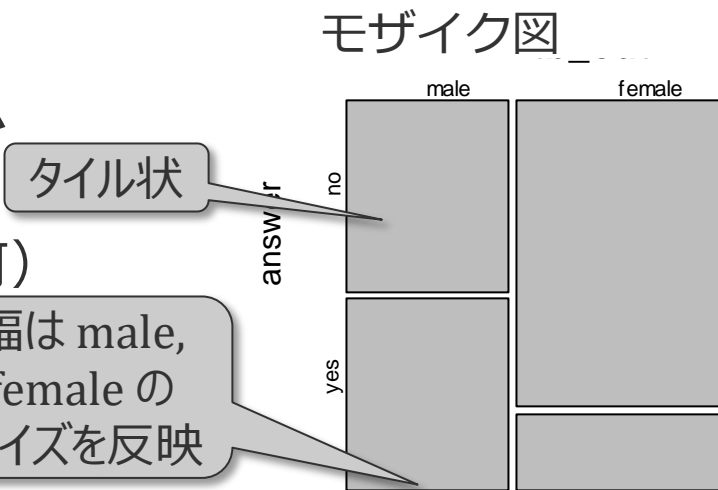 モザイク図
male
female
タイル状
no
answer
幅は male,
female の
イズを反映
yes